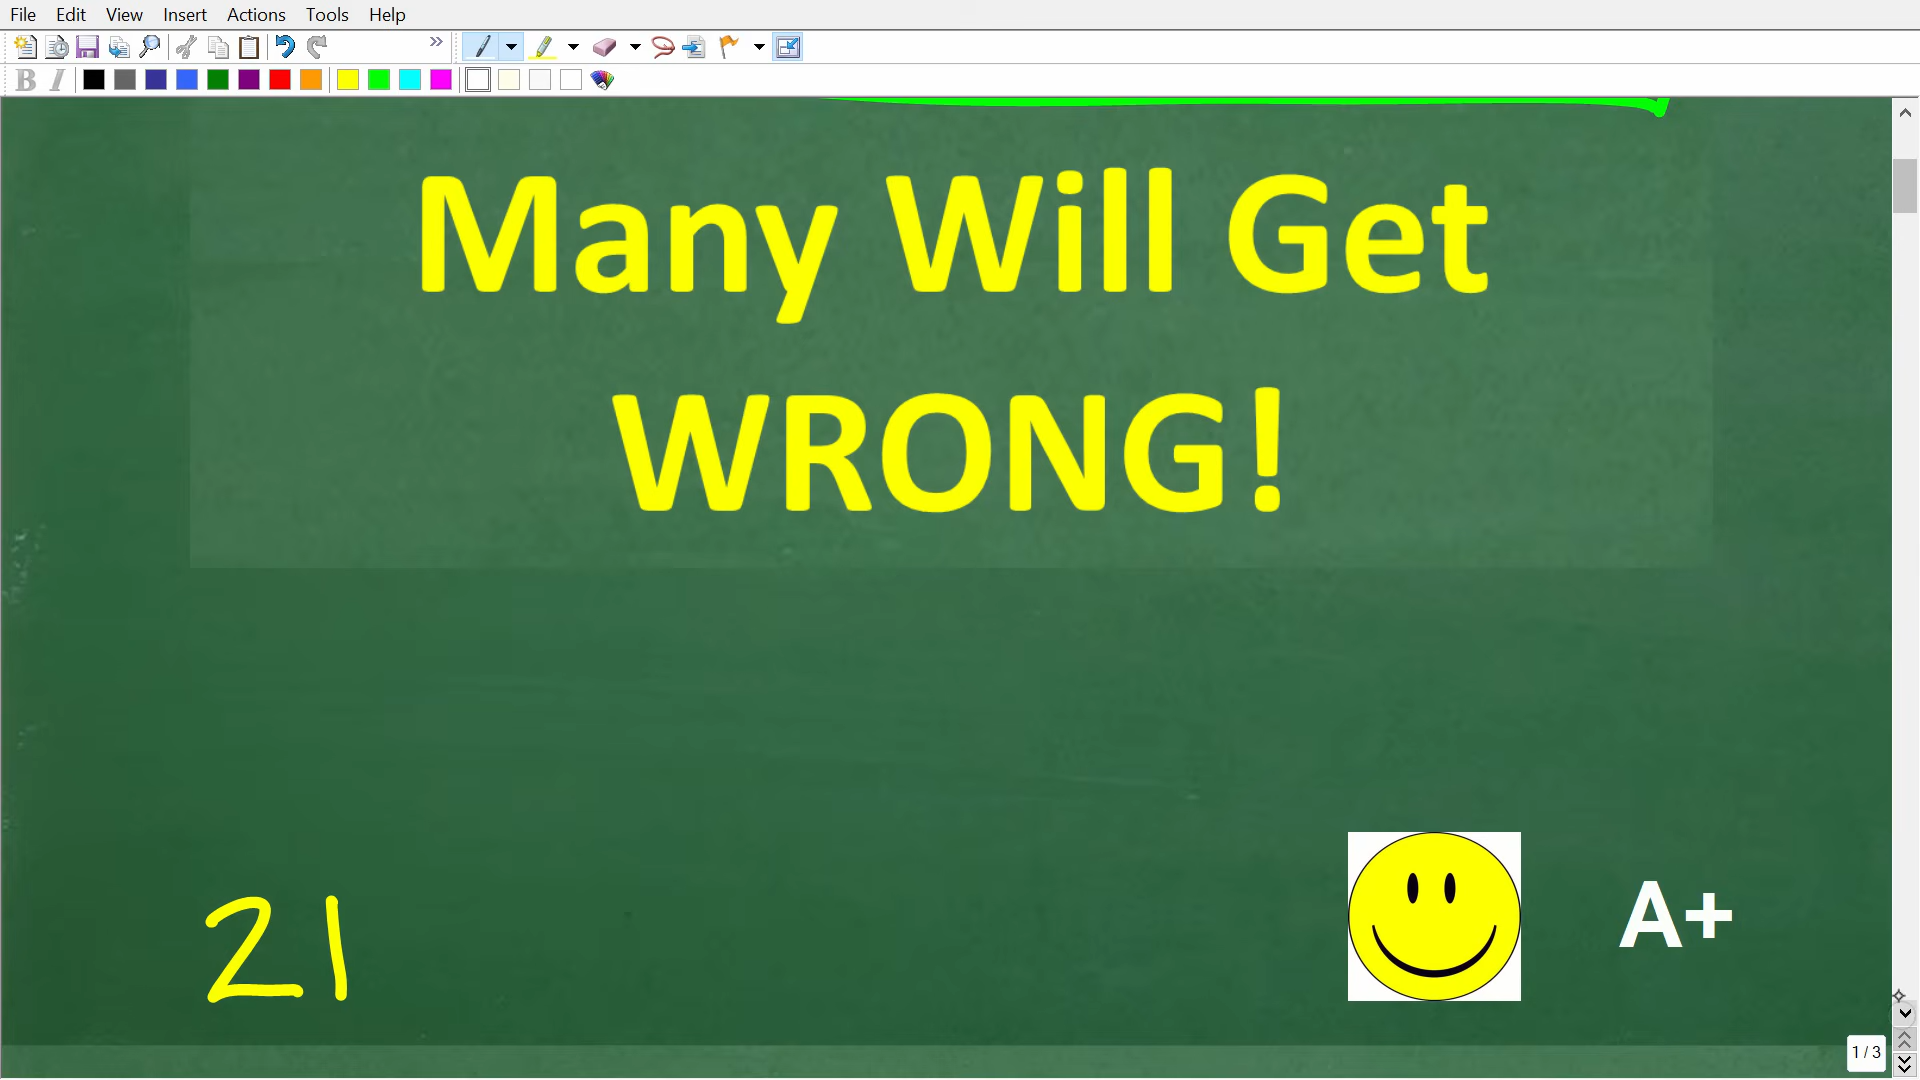 File Edit View Insert Actions Tools Help
B I
Many Will Get
WRONG!
21
A+
1 / 3